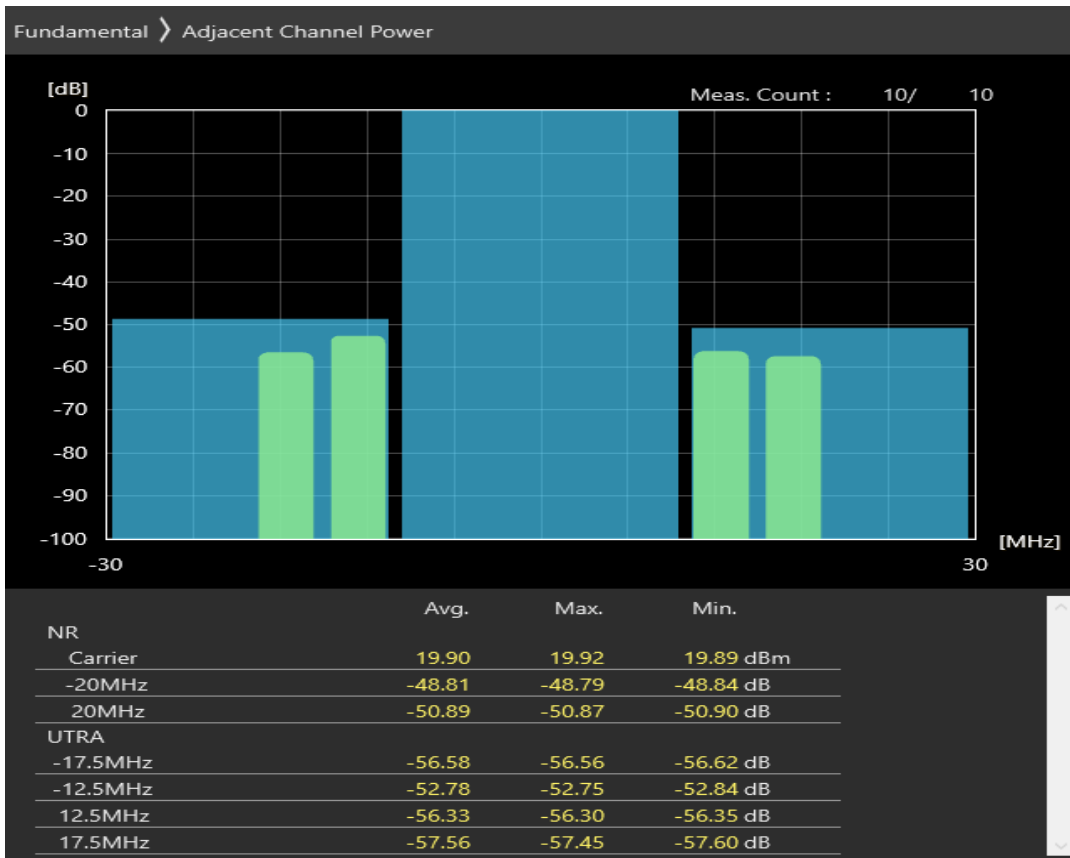 Fundamental 》 Adjacent Channel Power
[dB]
Meas. Count : 10/ 10
0
-10
-20
-30
-40
-50
-60
-70
-80
-90
-100
[MHz]
-30 30
Avg. Max. Min.
NR
Carrier 19.90 19.92 19.89 dBm
-20MHz -48.81 -48.79 -48.84 dB
20MHz -50.89 -50.87 -50.90 dB
UTRA
-17.5MHz -56.58 -56.56 -56.62 dB
-12.5MHz -52.78 -52.75 -52.84 dB
12.5MHz -56.33 -56.30 -56.35 dB
17.5MHz -57.56 -57.45 -57.60 dB